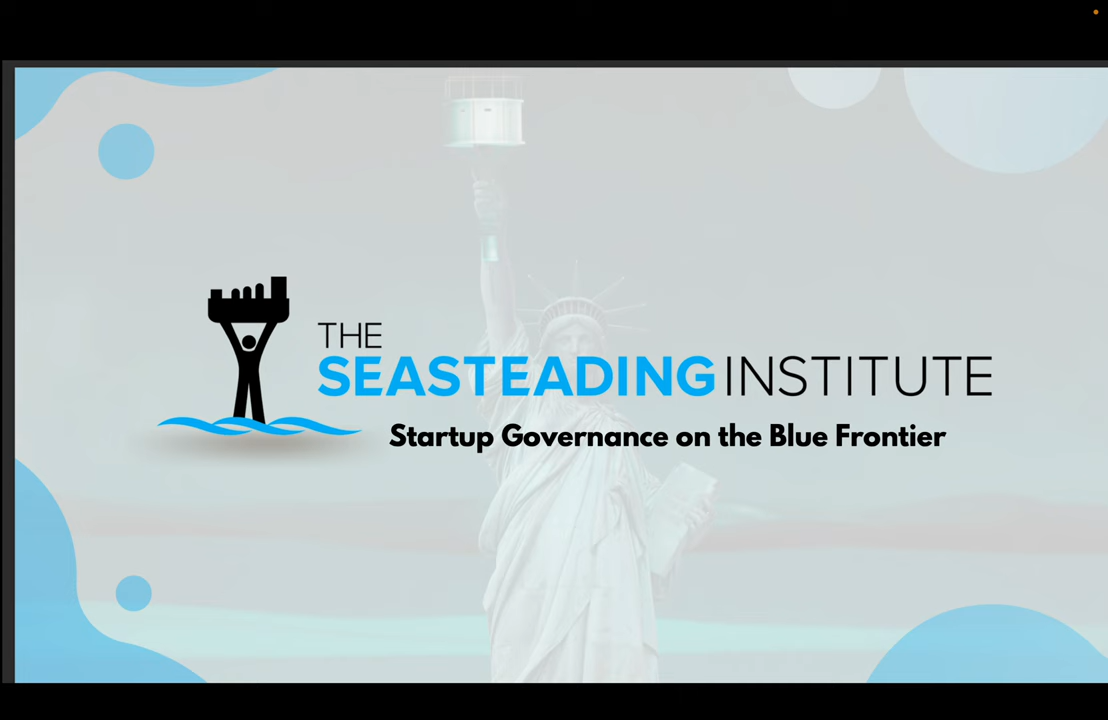 THE
SEASTEADING INSTITUTE
Startup Governance on the Blue Frontier